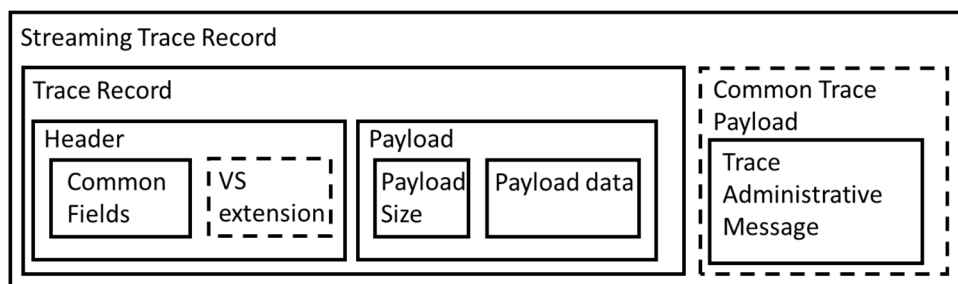 Streaming Trace Record
Trace Record
Header
Common
Fields
VS
extension
Payload
Payload
Size
Payload data
Common Trace
Payload
Trace
Administrative
Message